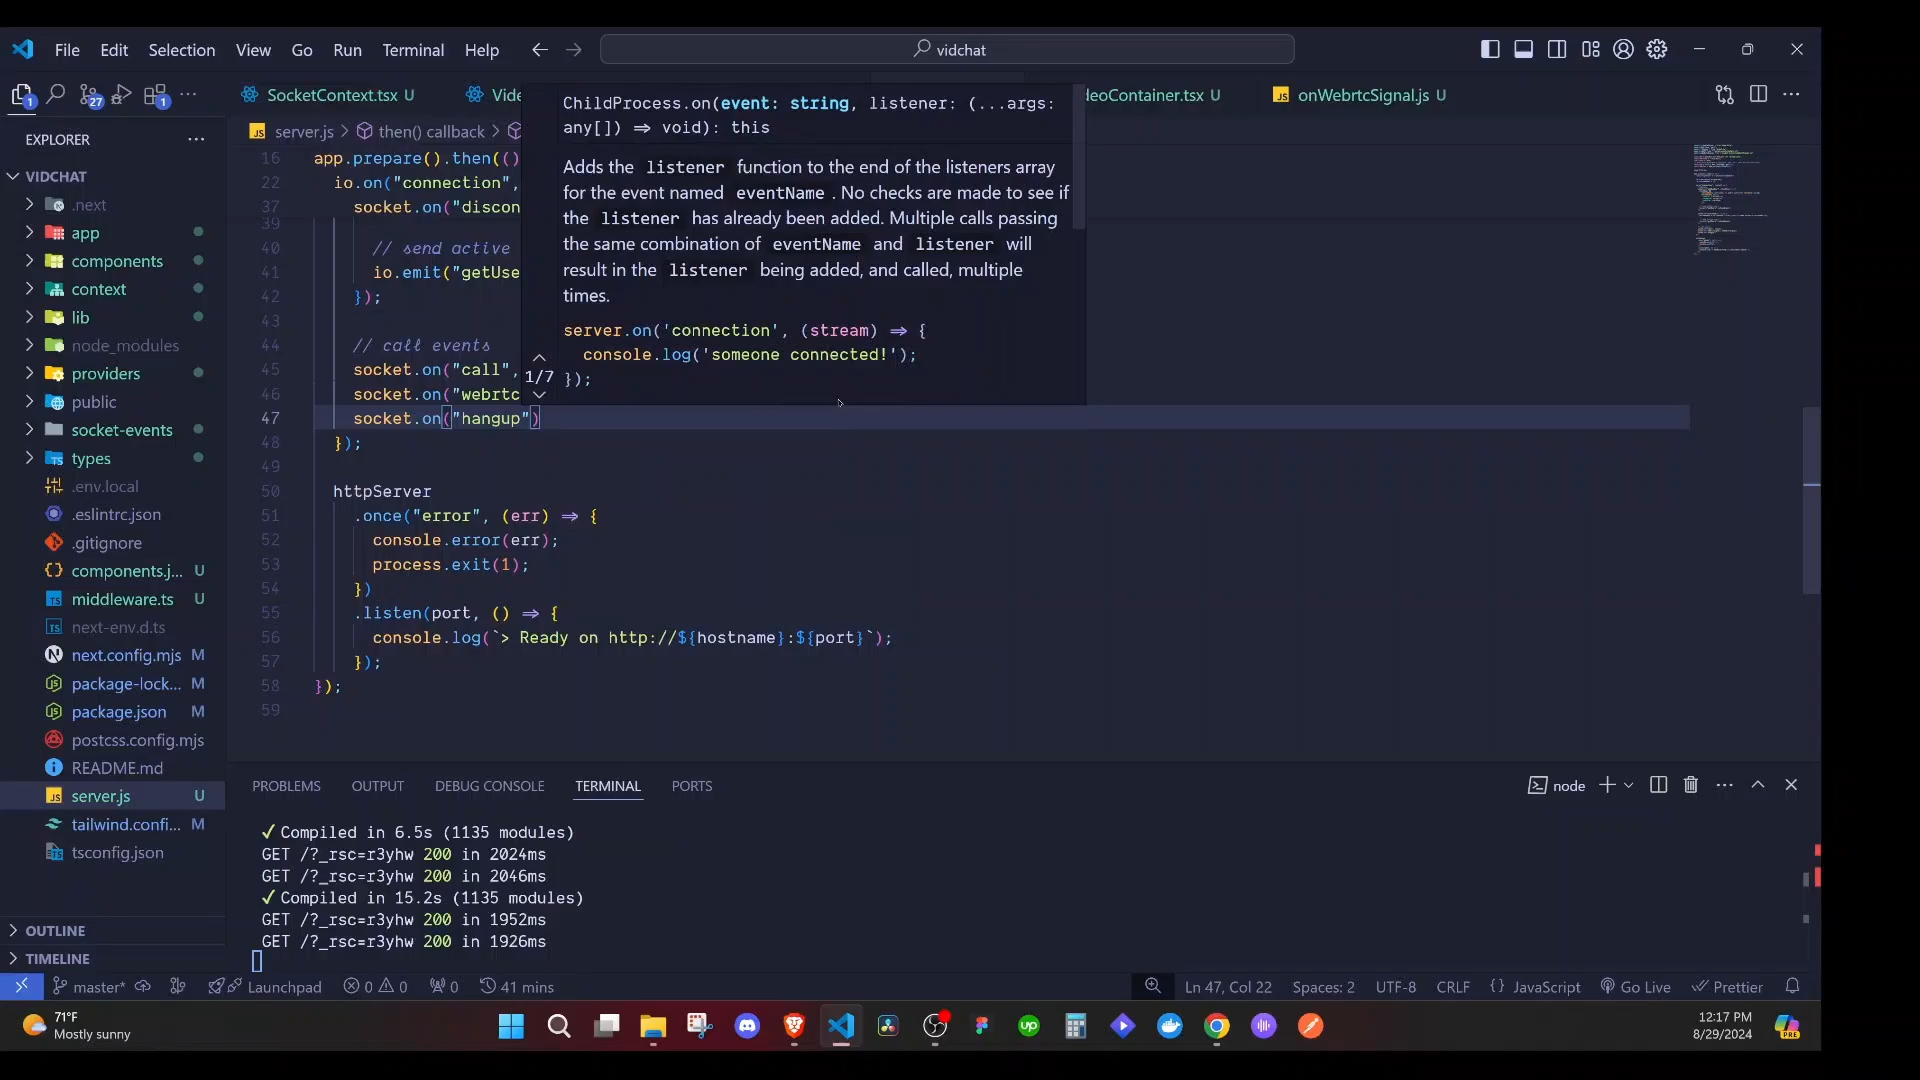 File Edit Selection View Go Run Terminal Help
vidchat
1 27 1
SocketContext.tsx U
Vide
deoContainer.tsx U
JS onWebrtcSignal.js U
EXPLORER
JS server.js > then() callback >
VIDCHAT
.next
app
components
context
lib
node_modules
providers
public
socket-events
types
.env.local
.eslintrc.json
.gitignore
components.j... U
middleware.ts U
next-env.d.ts
next.config.mjs M
package-lock... M
package.json M
postcss.config.mjs
README.md
server.js U
tailwind.confi... M
tsconfig.json
OUTLINE
TIMELINE
16 app.prepare().then(()
22 io.on("connection",
37 socket.on("discon
39
40 // send active
41 io.emit("getUse
42 });
43
44 // call events
45 socket.on("call",
46 socket.on("webrtc
47 socket.on("hangup")
48 });
49
50 httpServer
51 .once("error", (err) => {
52 console.error(err);
53 process.exit(1);
54 })
55 .listen(port, () => {
56 console.log(`> Ready on http://${hostname}:${port}`);
57 });
58 });
59
ChildProcess.on(event: string, listener: (...args:
any[]) => void): this
Adds the listener function to the end of the listeners array
for the event named eventName . No checks are made to see if
the listener has already been added. Multiple calls passing
the same combination of eventName and listener will
result in the listener being added, and called, multiple
times.
server.on('connection', (stream) => {
console.log('someone connected!');
});
1/7
PROBLEMS OUTPUT DEBUG CONSOLE TERMINAL PORTS
node
✓ Compiled in 6.5s (1135 modules)
GET /?_rsc=r3yhw 200 in 2024ms
GET /?_rsc=r3yhw 200 in 2046ms
✓ Compiled in 15.2s (1135 modules)
GET /?_rsc=r3yhw 200 in 1952ms
GET /?_rsc=r3yhw 200 in 1926ms
master* Launchpad 0 0 0 41 mins
Ln 47, Col 22 Spaces: 2 UTF-8 CRLF {} JavaScript Go Live Prettier
71°F
Mostly sunny
up
12:17 PM
8/29/2024
PRE